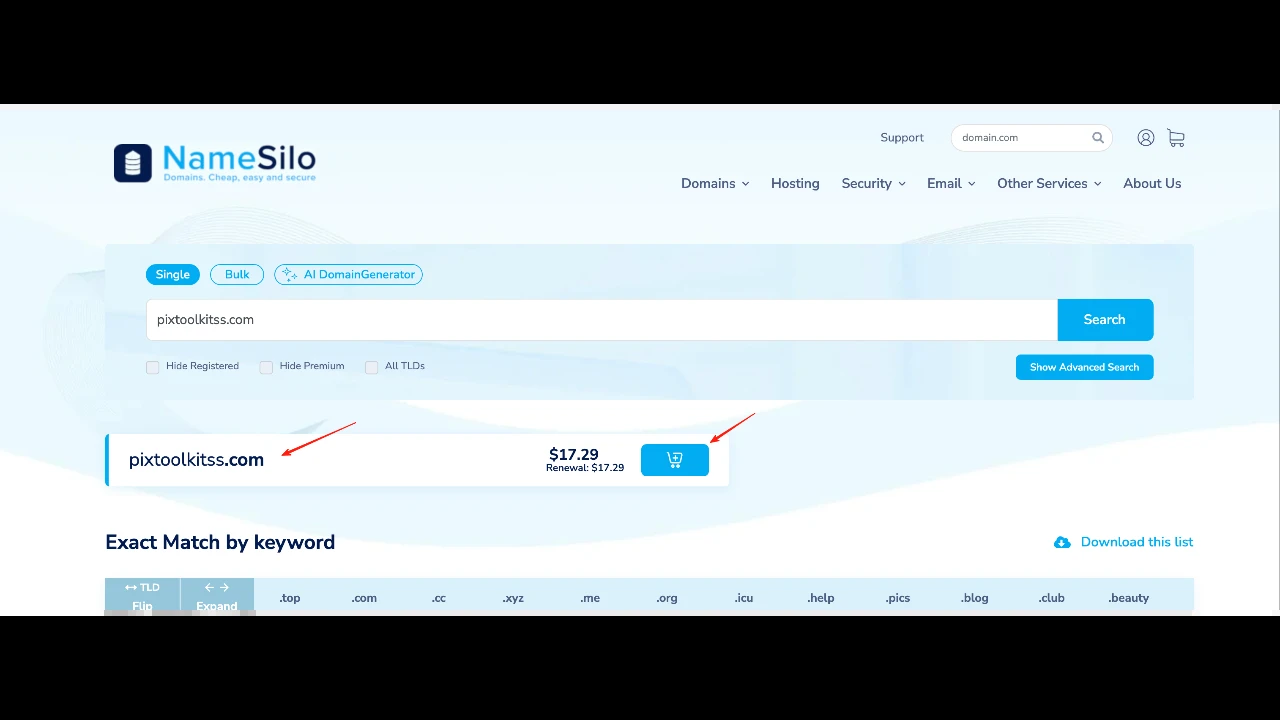 Support
domain.com
NameSilo
Domains. Cheap, easy and secure
Domains
Hosting
Security
Email
Other Services
About Us
Single
Bulk
AI DomainGenerator
pixtoolkitss.com
Search
Hide Registered
Hide Premium
All TLDs
Show Advanced Search
pixtoolkitss.com
$17.29
Renewal: $17.29
Exact Match by keyword
Download this list
TLD
Flip
Expand
.top
.com
.cc
.xyz
.me
.org
.icu
.help
.pics
.blog
.club
.beauty